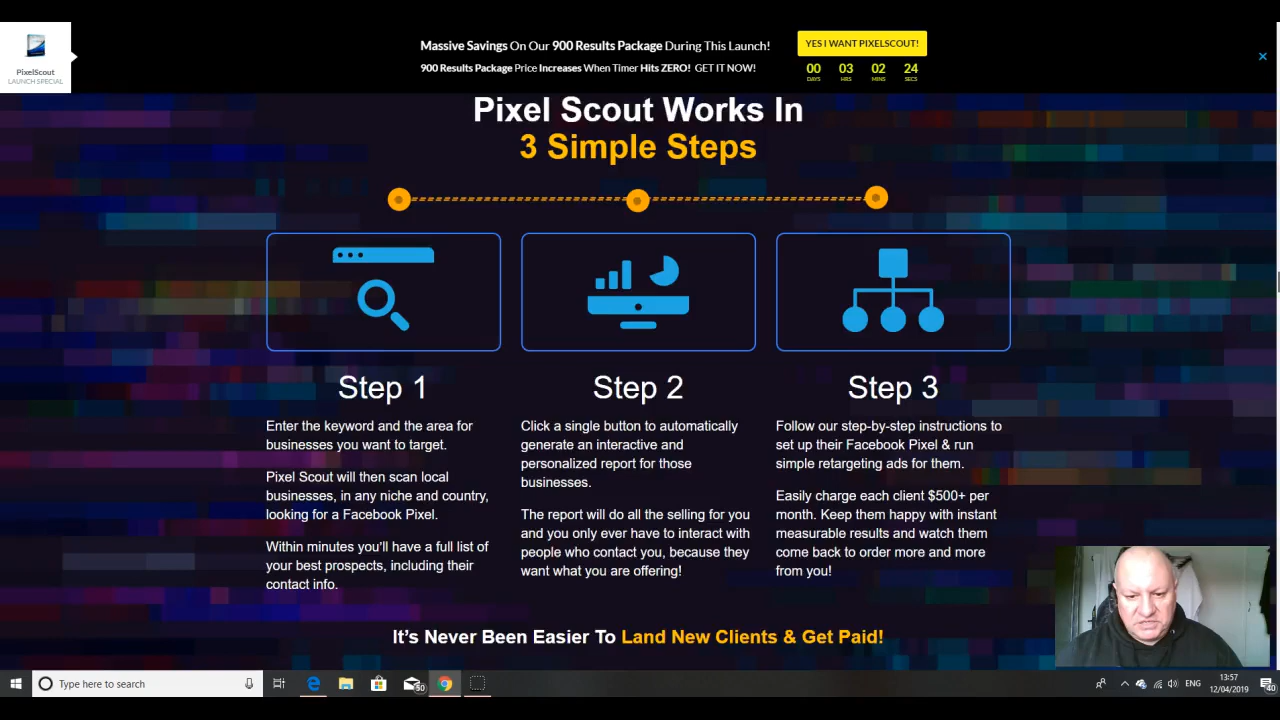 PixelScout
LAUNCH SPECIAL
Massive Savings On Our 900 Results Package During This Launch!
900 Results Package Price Increases When Timer Hits ZERO! GET IT NOW!
YES I WANT PIXELSCOUT!
00 03 02 24
DAYS HRS MINS SECS
Pixel Scout Works In
3 Simple Steps
Step 1
Enter the keyword and the area for
businesses you want to target.
Pixel Scout will then scan local
businesses, in any niche and country,
looking for a Facebook Pixel.
Within minutes you'll have a full list of
your best prospects, including their
contact info.
Step 2
Click a single button to automatically
generate an interactive and
personalized report for those
businesses.
The report will do all the selling for you
and you only ever have to interact with
people who contact you, because they
want what you are offering!
Step 3
Follow our step-by-step instructions to
set up their Facebook Pixel & run
simple retargeting ads for them.
Easily charge each client $500+ per
month. Keep them happy with instant
measurable results and watch them
come back to order more and more
from you!
It's Never Been Easier To Land New Clients & Get Paid!
Type here to search
50
ENG
13:57
12/04/2019
40